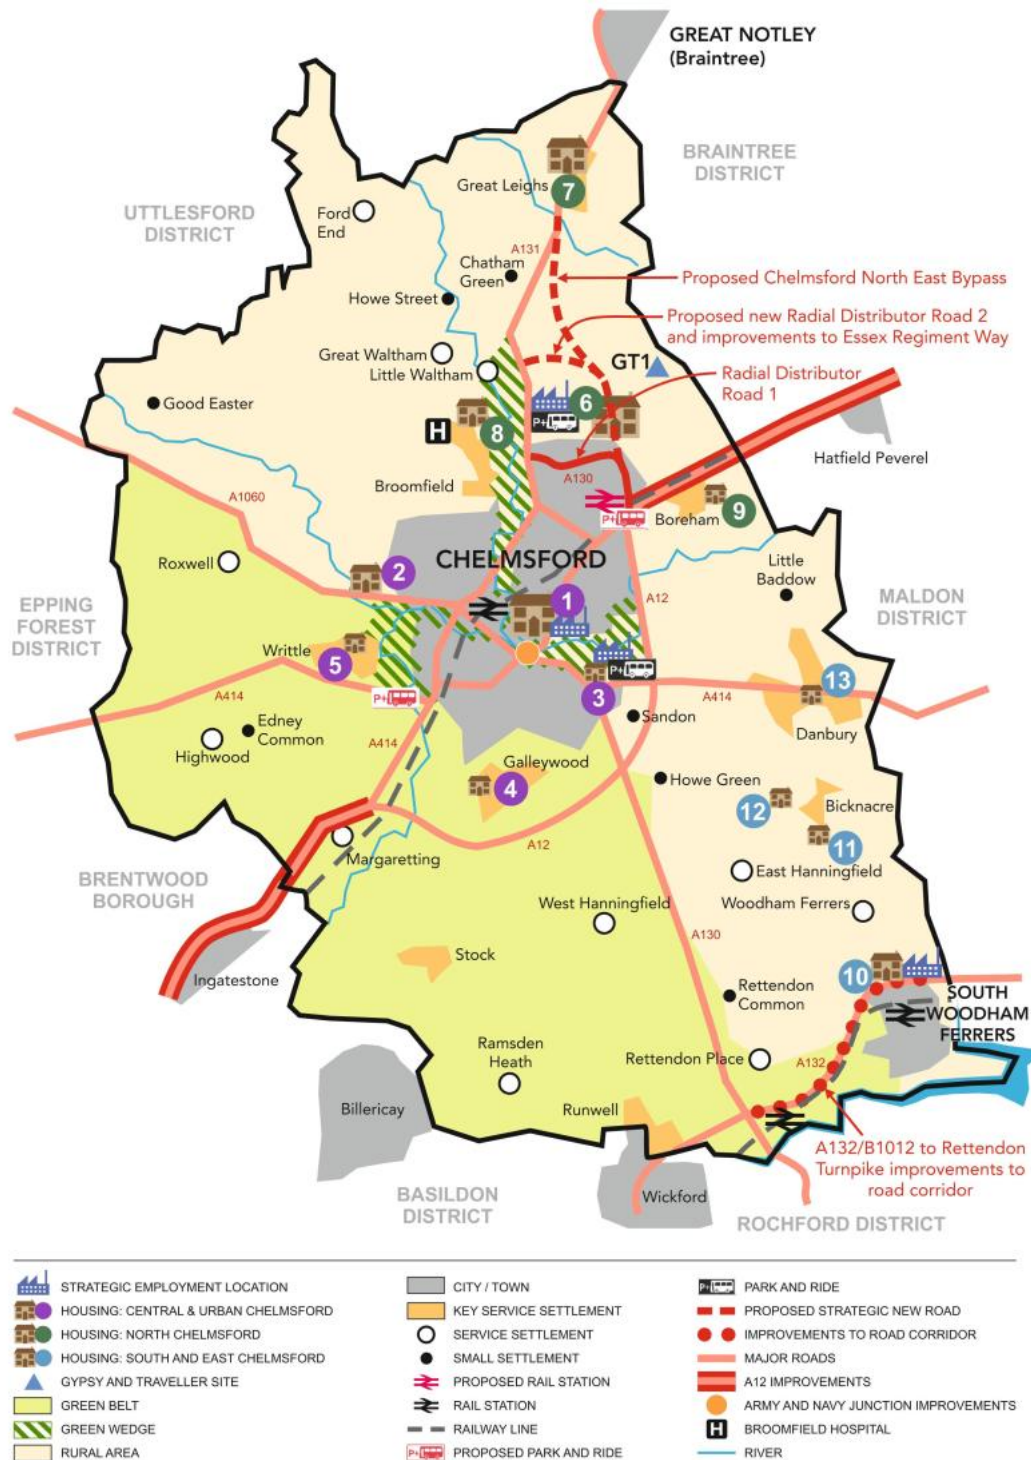 GREAT NOTLEY
(Braintree)
BRAINTREE
DISTRICT
UTTLESFORD
DISTRICT
Great Leighs
7
Ford
End
A131
Chatham
Green
Howe Street
Proposed Chelmsford North East Bypass
Proposed new Radial Distributor Road 2
and improvements to Essex Regiment Way
Great Waltham
Little Waltham
GT1
Radial Distributor
Road 1
Good Easter
6
P+
H
8
Hatfield Peverel
Broomfield
A130
A1060
P+
Boreham
9
Roxwell
CHELMSFORD
2
Little
Baddow
EPPING
FOREST
DISTRICT
1
A12
MALDON
DISTRICT
Writtle
5
P+
P+
3
13
A414
A414
Sandon
Danbury
Edney
Common
Highwood
A414
Galleywood
4
Howe Green
12
Bicknacre
11
A12
Margaretting
BRENTWOOD
BOROUGH
East Hanningfield
West Hanningfield
Woodham Ferrers
A130
Stock
Ingatestone
10
Rettendon
Common
SOUTH
WOODHAM
FERRERS
Ramsden
Heath
Rettendon Place
A132
Billericay
Runwell
A132/B1012 to Rettendon
Turnpike improvements to
road corridor
BASILDON
DISTRICT
Wickford
ROCHFORD DISTRICT
STRATEGIC EMPLOYMENT LOCATION
HOUSING: CENTRAL & URBAN CHELMSFORD
HOUSING: NORTH CHELMSFORD
HOUSING: SOUTH AND EAST CHELMSFORD
GYPSY AND TRAVELLER SITE
GREEN BELT
GREEN WEDGE
RURAL AREA
CITY / TOWN
KEY SERVICE SETTLEMENT
SERVICE SETTLEMENT
SMALL SETTLEMENT
PROPOSED RAIL STATION
RAIL STATION
RAILWAY LINE
P+ PROPOSED PARK AND RIDE
P+ PARK AND RIDE
PROPOSED STRATEGIC NEW ROAD
IMPROVEMENTS TO ROAD CORRIDOR
MAJOR ROADS
A12 IMPROVEMENTS
ARMY AND NAVY JUNCTION IMPROVEMENTS
H BROOMFIELD HOSPITAL
RIVER